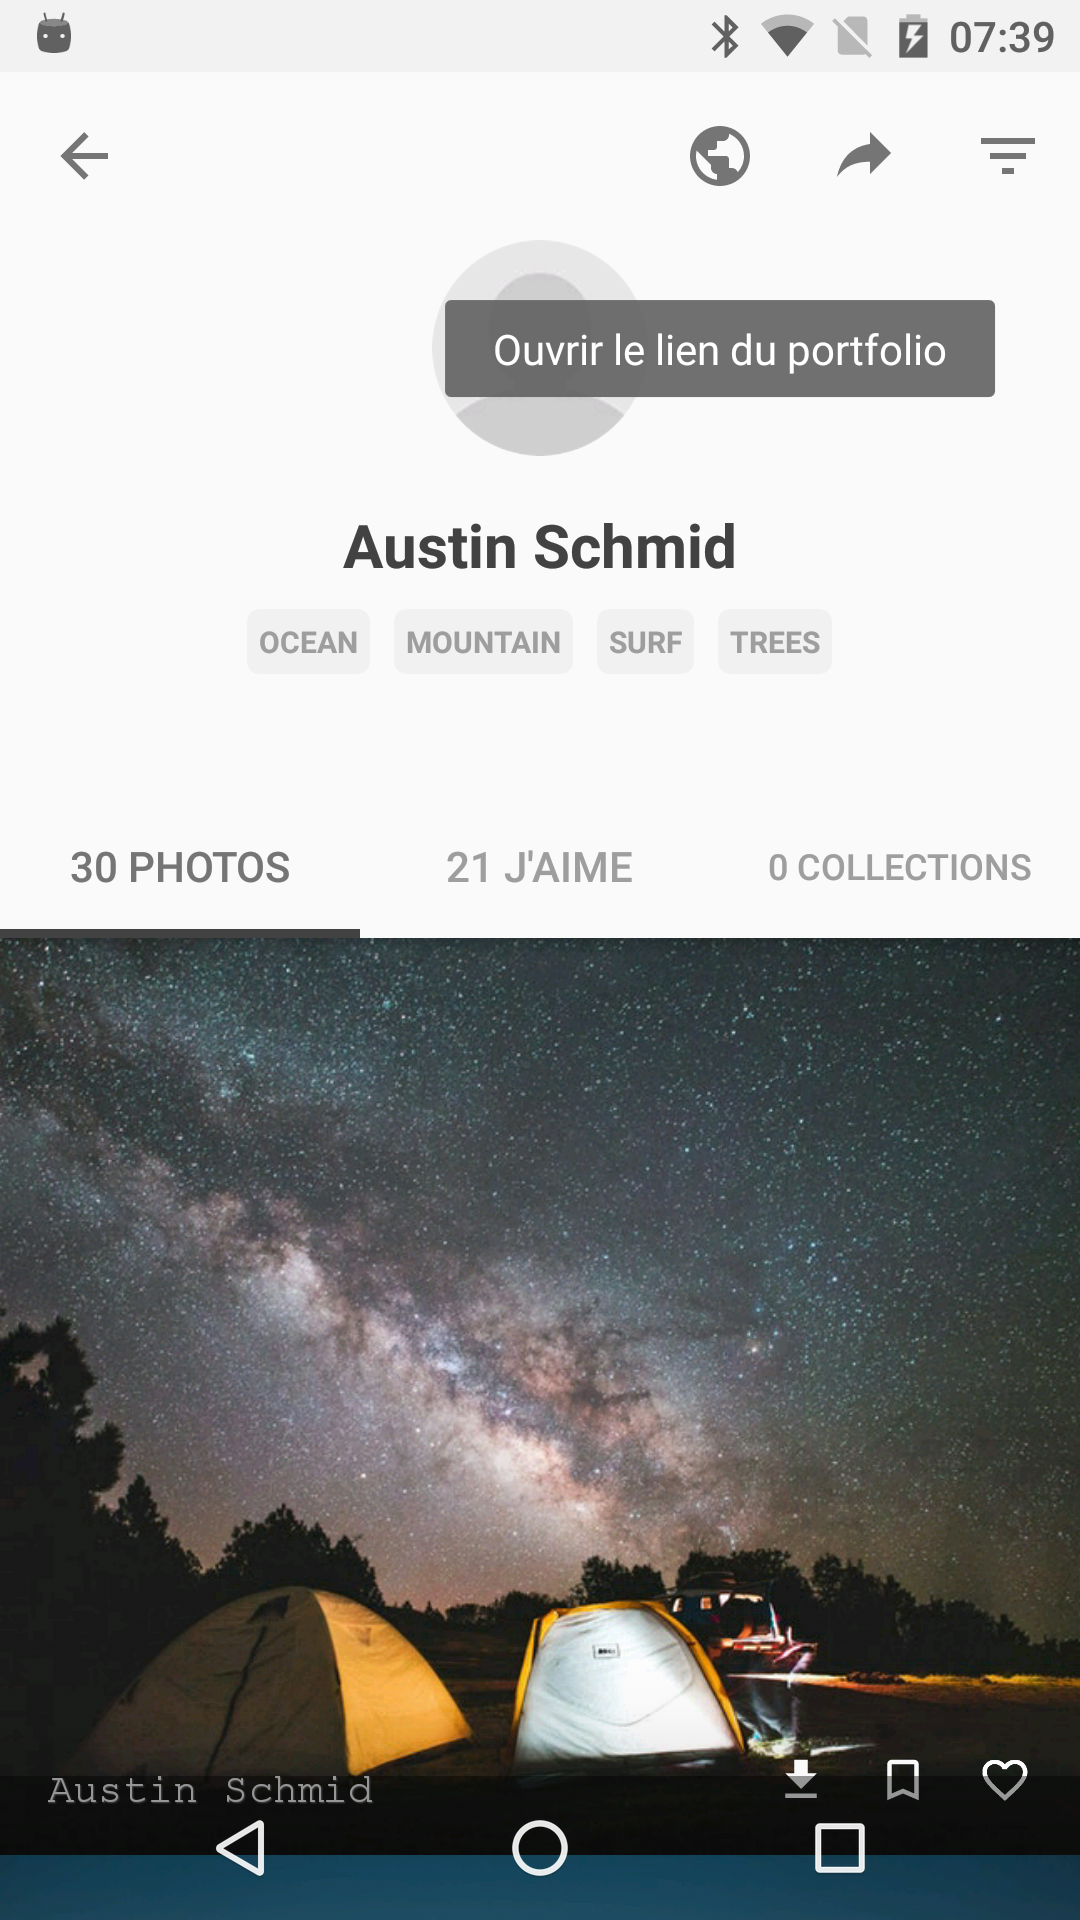 07:39
Ouvrir le lien du portfolio
Austin Schmid
OCEAN MOUNTAIN SURF TREES
30 PHOTOS 21 J'AIME 0 COLLECTIONS
Austin Schmid